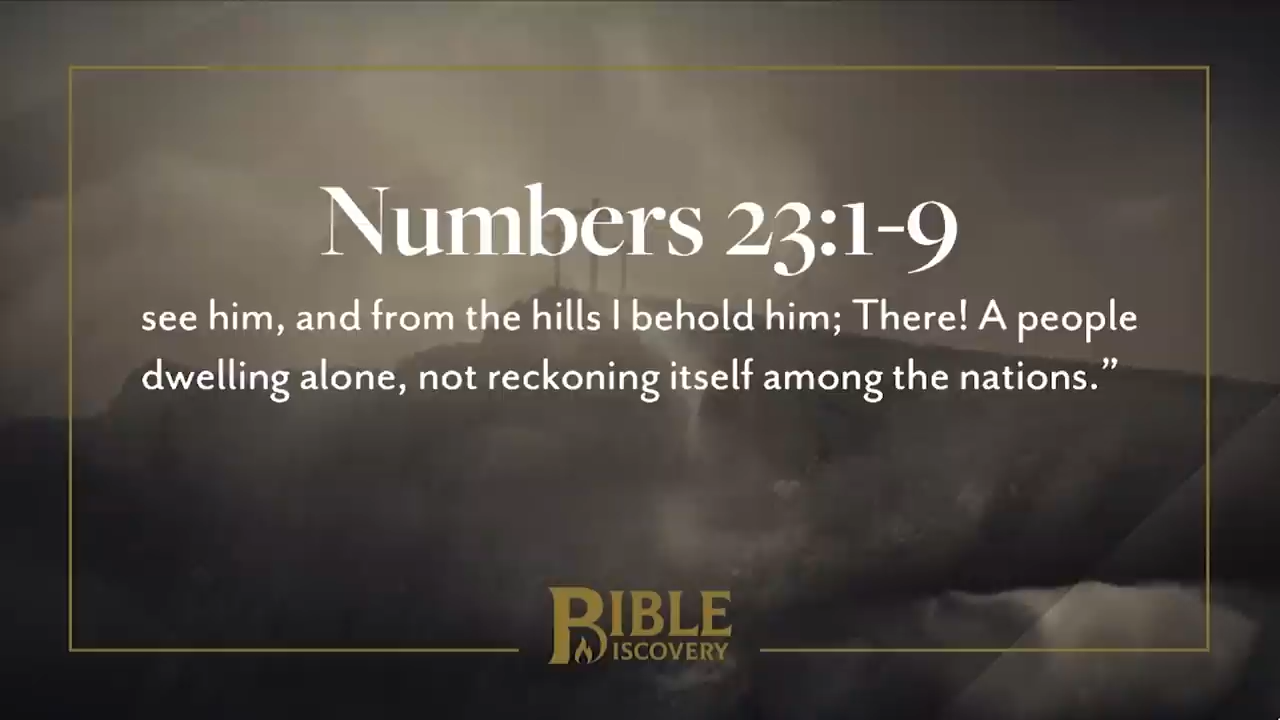 Numbers 23:1-9
see him, and from the hills I behold him; There! A people
dwelling alone, not reckoning itself among the nations.”
BIBLE
DISCOVERY